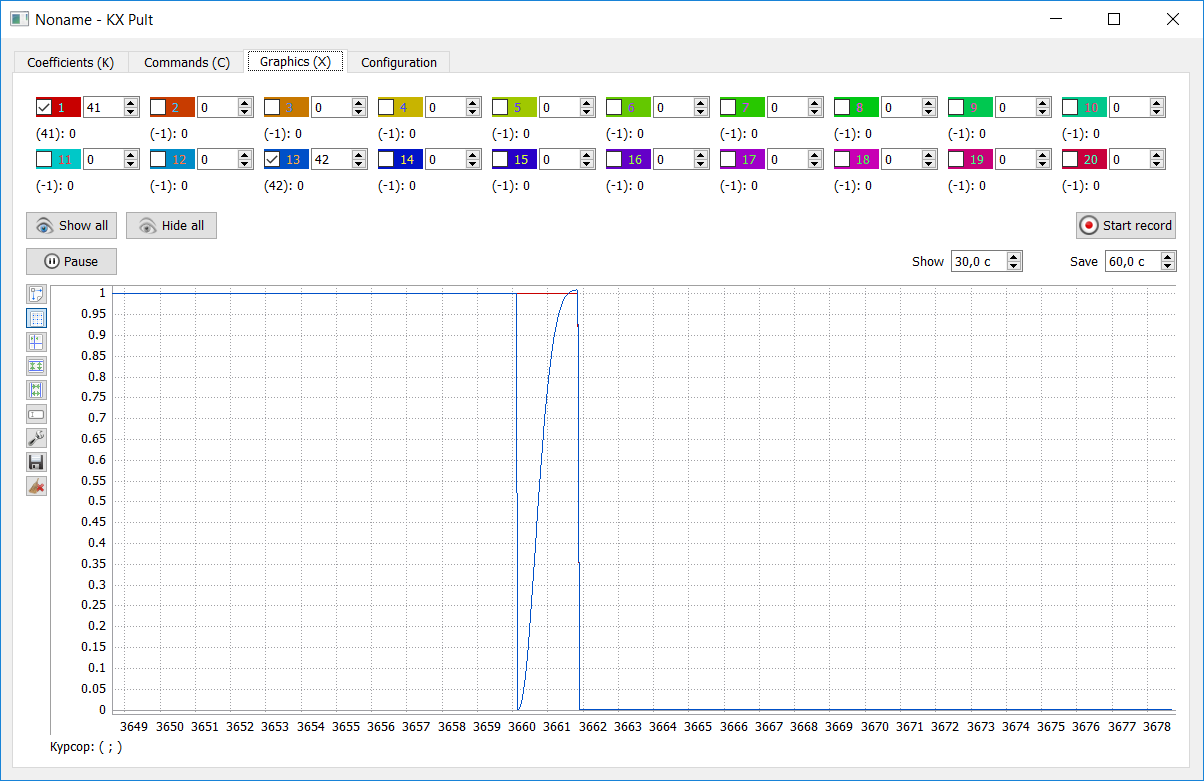 Noname - KX Pult
Coefficients (K) Commands (C) Graphics (X) Configuration
1 41 2 0 3 0 4 0 5 0 6 0 7 0 8 0 9 0 10 0
(41): 0 (-1): 0 (-1): 0 (-1): 0 (-1): 0 (-1): 0 (-1): 0 (-1): 0 (-1): 0 (-1): 0
11 0 12 0 13 42 14 0 15 0 16 0 17 0 18 0 19 0 20 0
(-1): 0 (-1): 0 (42): 0 (-1): 0 (-1): 0 (-1): 0 (-1): 0 (-1): 0 (-1): 0 (-1): 0
Show all Hide all Start record
Pause Show 30,0 c Save 60,0 c
1
0.95
0.9
0.85
0.8
0.75
0.7
0.65
0.6
0.55
0.5
0.45
0.4
0.35
0.3
0.25
0.2
0.15
0.1
0.05
0
3649 3650 3651 3652 3653 3654 3655 3656 3657 3658 3659 3660 3661 3662 3663 3664 3665 3666 3667 3668 3669 3670 3671 3672 3673 3674 3675 3676 3677 3678
Курсор: ( ; )